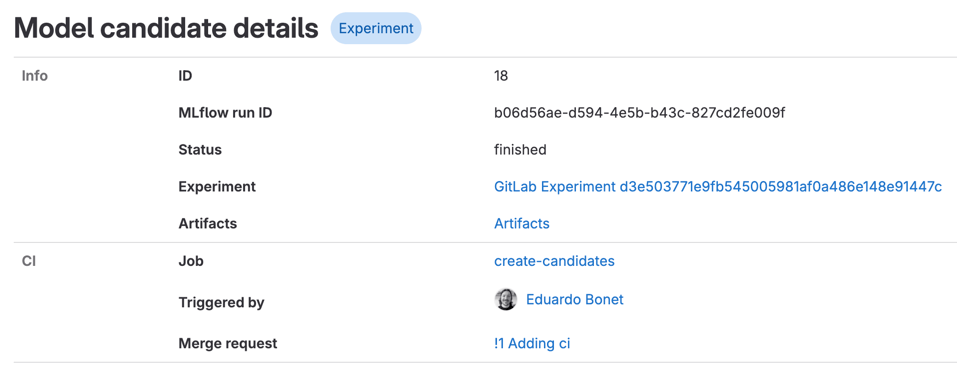 Model candidate details Experiment
Info ID 18
MLflow run ID b06d56ae-d594-4e5b-b43c-827cd2fe009f
Status finished
Experiment GitLab Experiment d3e503771e9fb545005981af0a486e148e91447c
Artifacts Artifacts
CI Job create-candidates
Triggered by Eduardo Bonet
Merge request !1 Adding ci